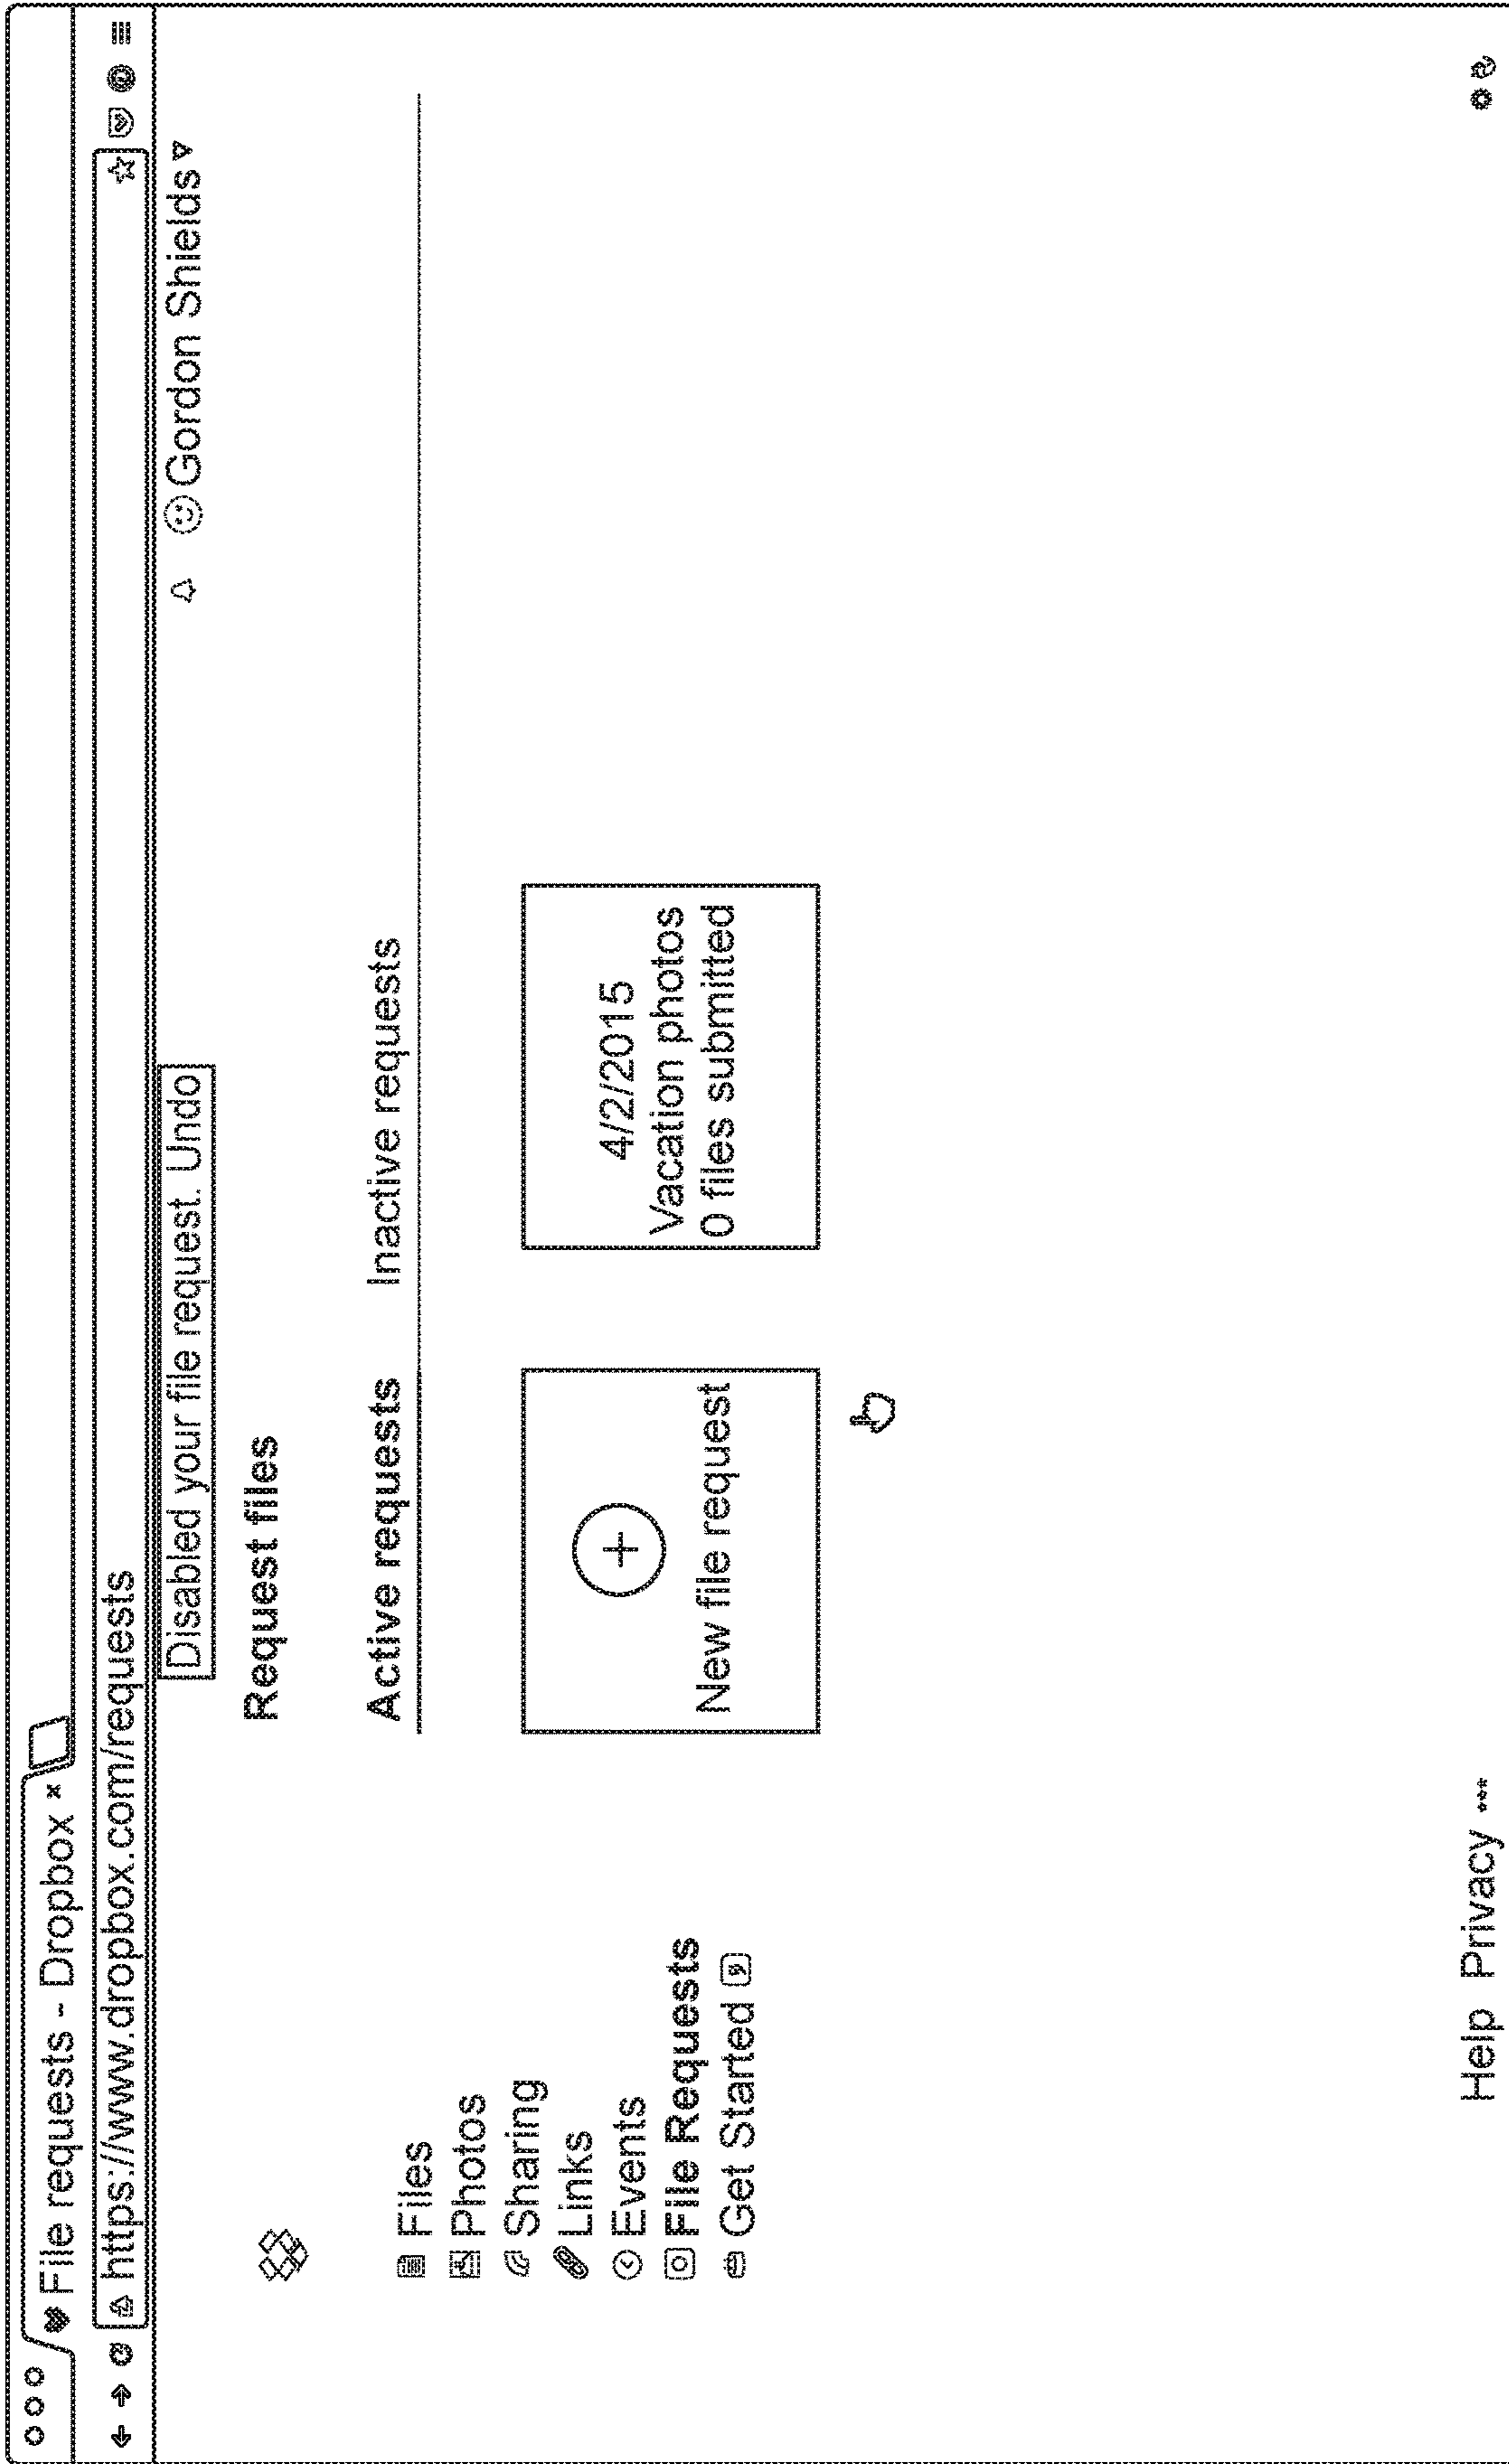 File requests - Dropbox
https://www.dropbox.com/requests
Disabled your file request. Undo
Gordon Shields
Request files
Active requests
Inactive requests
Files
Photos
Sharing
Links
Events
File Requests
Get Started
New file request
4/2/2015
Vacation photos
0 files submitted
Help Privacy